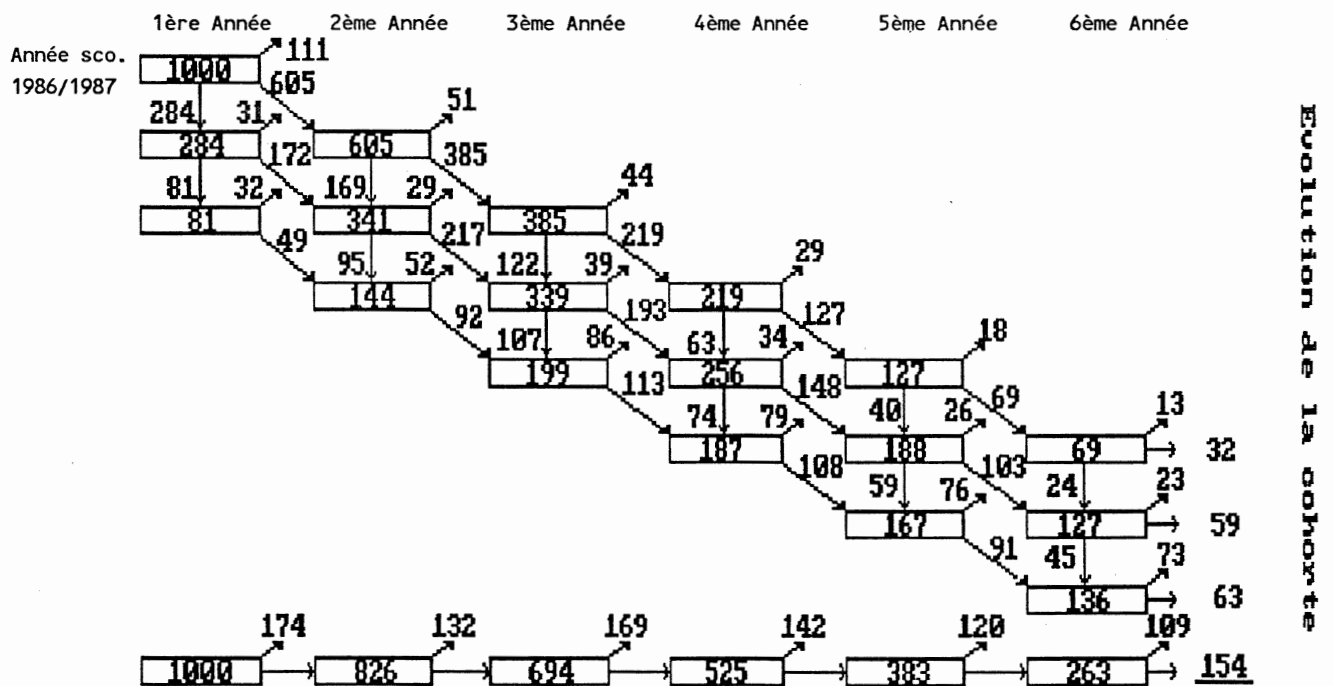 1ère Année 2ème Année 3ème Année 4ème Année 5ème Année 6ème Année
Année sco. 111
1986/1987 1000
605
284 31 51
284 172 605 385
81 32 169 29 44
81 49 341 217 385 219
95 52 122 39 29
144 92 339 193 219 127
107 86 63 34 18
199 113 256 148 127 69
74 79 40 26 13
187 108 188 103 69 32
59 76 24 23
167 91 127 59
45 73
136 63
174 132 169 142 120 109
1000 826 694 525 383 263 154
Evolution de la cohorte